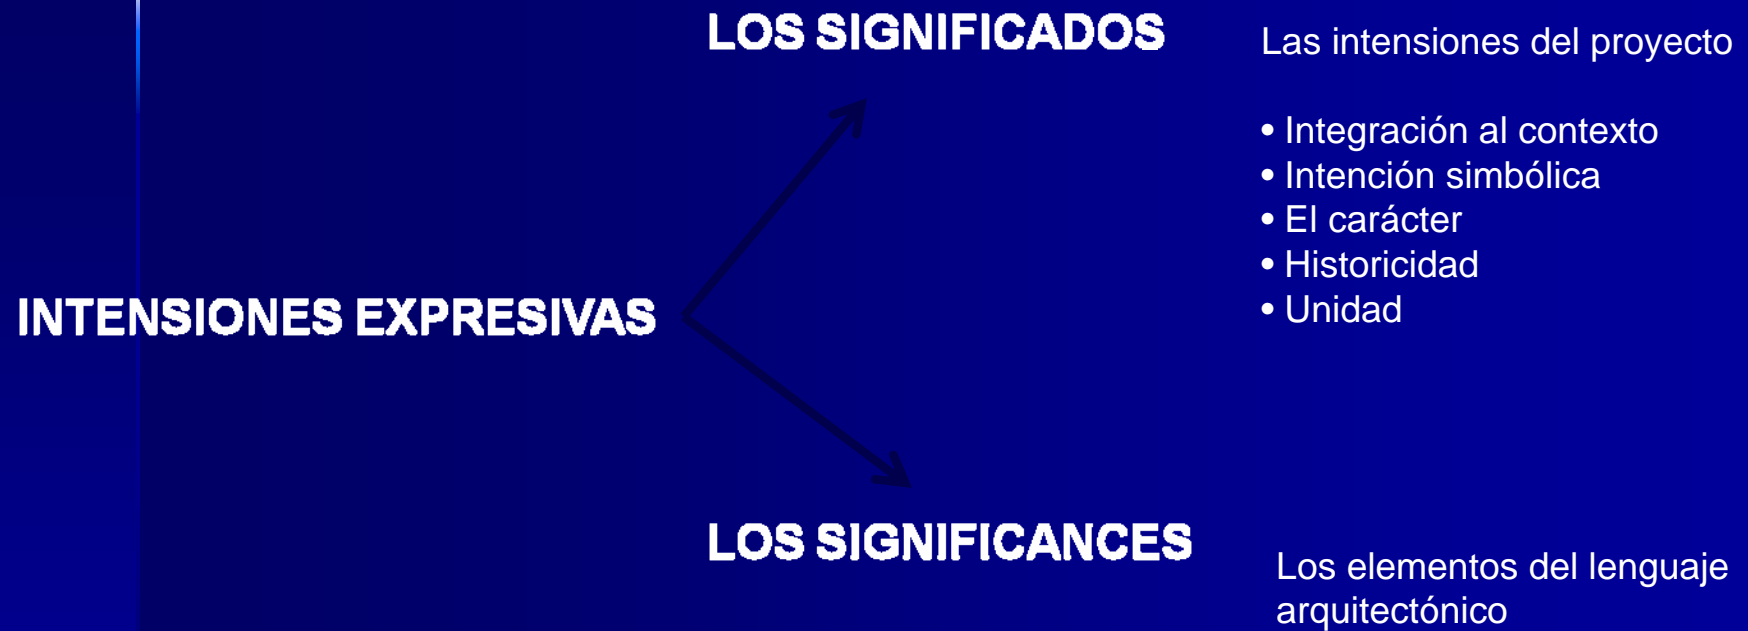 LOS SIGNIFICADOS
Las intensiones del proyecto
• Integración al contexto
• Intención simbólica
• El carácter
• Historicidad
• Unidad
INTENSIONES EXPRESIVAS
LOS SIGNIFICANCES
Los elementos del lenguaje
arquitectónico